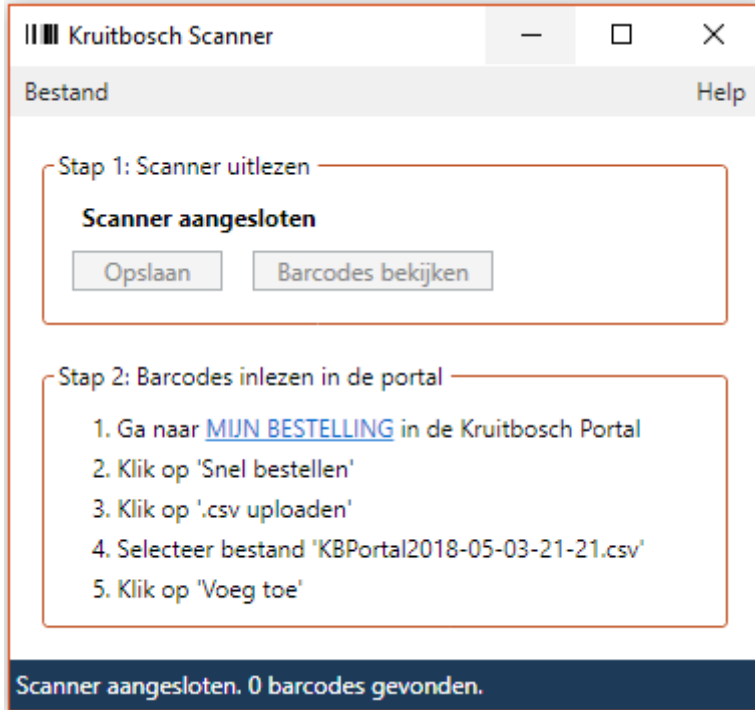 Kruitbosch Scanner
Bestand Help
Stap 1: Scanner uitlezen
Scanner aangesloten
Opslaan Barcodes bekijken
Stap 2: Barcodes inlezen in de portal
1. Ga naar MIJN BESTELLING in de Kruitbosch Portal
2. Klik op 'Snel bestellen'
3. Klik op '.csv uploaden'
4. Selecteer bestand 'KBPortal2018-05-03-21-21.csv'
5. Klik op 'Voeg toe'
Scanner aangesloten. 0 barcodes gevonden.